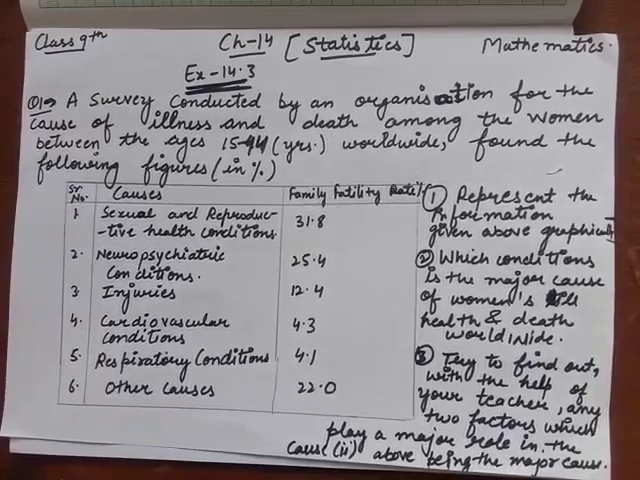 Class 9th
Ch-14 [Statistics]
Mathematics.
Ex-14.3
Q1→ A Survey Conducted by an organisation for the
cause of illness and death among the women
between the ages 15-44 (yrs.) worldwide, found the
following figures (in %)
Sr. No. Causes Family Fatility Rate %
1. Sexual and Reproduc-
-tive health conditions. 31.8
2. Neuropsychiatric
Conditions. 25.4
3. Injuries 12.4
4. Cardiovascular
conditions 4.3
5. Respiratory Conditions 4.1
6. Other causes 22.0
① Represent the
information
given above graphically
② Which conditions
is the major cause
of women's ill
health & death
worldwide.
③ Try to find out,
with the help of
your teacher, any
two factors which
play a major role in the
cause (ii) above being the major cause.